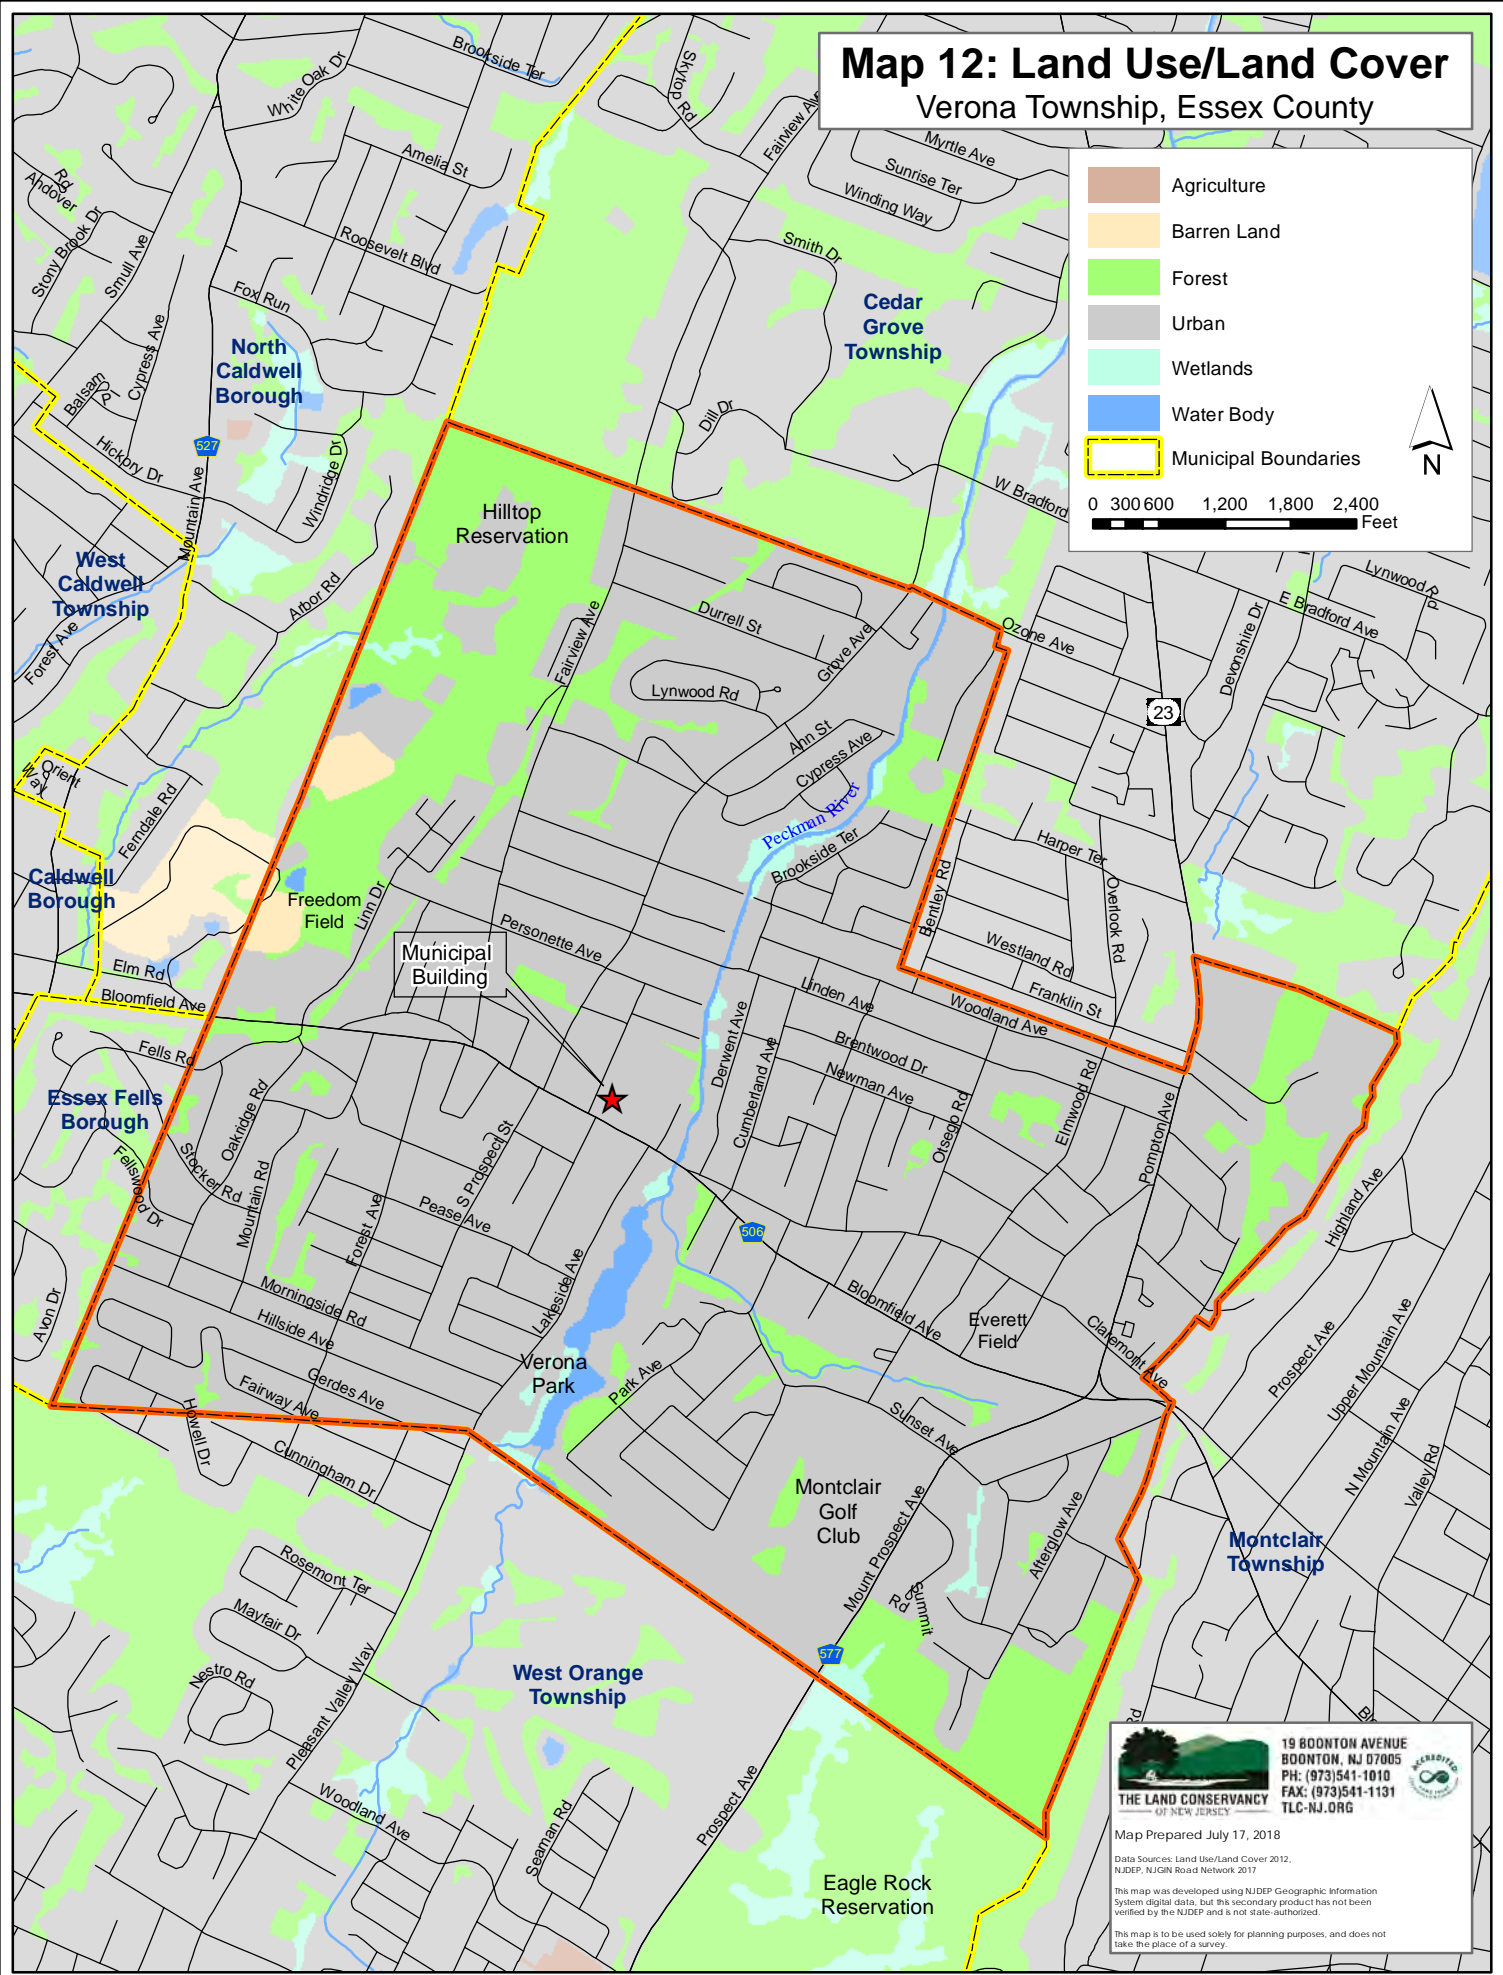 Map 12: Land Use/Land Cover
Verona Township, Essex County
Agriculture
Barren Land
Forest
Urban
Wetlands
Water Body
Municipal Boundaries
N
0 300 600 1,200 1,800 2,400
Feet
Brookside Ter
White Oak Dr
Skytop Rd
Fairview Ave
Myrtle Ave
Sunrise Ter
Winding Way
Amelia St
Andover Rd
Stony Brook Dr
Smull Ave
Roosevelt Blvd
Smith Dr
Fox Run
Cedar
Grove
Township
North
Caldwell
Borough
Cypress Ave
Balsam Pl
Dill Dr
527
Hickory Dr
Windridge Dr
Mountain Ave
W Bradford
Hilltop
Reservation
West
Caldwell
Township
Arbor Rd
Forest Ave
Fairview Ave
Durrell St
Grove Ave
Lynwood Rd
Ozone Ave
Lynwood Rd
E Bradford Ave
Devonshire Dr
23
Ann St
Cypress Ave
Orient Way
Ferndale Rd
Peckman River
Brookside Ter
Harper Ter
Overlook Rd
Bentley Rd
Caldwell
Borough
Freedom
Field
Linn Dr
Personette Ave
Municipal
Building
Westland Rd
Franklin St
Elm Rd
Bloomfield Ave
Linden Ave
Woodland Ave
Derwent Ave
Cumberland Ave
Brentwood Dr
Newman Ave
Otsego Rd
Elmwood Rd
Pompton Ave
Fells Rd
Essex Fells
Borough
Oakridge Rd
Stocker Rd
Fellswood Dr
Mountain Rd
S Prospect St
Pease Ave
Forest Ave
506
Highland Ave
Lakeside Ave
Morningside Rd
Hillside Ave
Avon Dr
Bloomfield Ave
Everett
Field
Claremont Ave
Prospect Ave
Upper Mountain Ave
Verona
Park
Park Ave
Gerdes Ave
Fairway Ave
Howell Dr
Cunningham Dr
Sunset Ave
N Mountain Ave
Valley Rd
Montclair
Golf
Club
Mount Prospect Ave
Afterglow Ave
Summit Rd
Montclair
Township
Rosemont Ter
Mayfair Dr
Nestro Rd
Pleasant Valley Way
577
West Orange
Township
Woodland Ave
Seaman Rd
Prospect Ave
Rd
Eagle Rock
Reservation
THE LAND CONSERVANCY
OF NEW JERSEY
19 BOONTON AVENUE
BOONTON, NJ 07005
PH: (973)541-1010
FAX: (973)541-1131
TLC-NJ.ORG
ACCREDITED
Map Prepared July 17, 2018
Data Sources: Land Use/Land Cover 2012,
NJDEP, NJGIN Road Network 2017
This map was developed using NJDEP Geographic Information
System digital data, but this secondary product has not been
verified by the NJDEP and is not state-authorized.
This map is to be used solely for planning purposes, and does not
take the place of a survey.